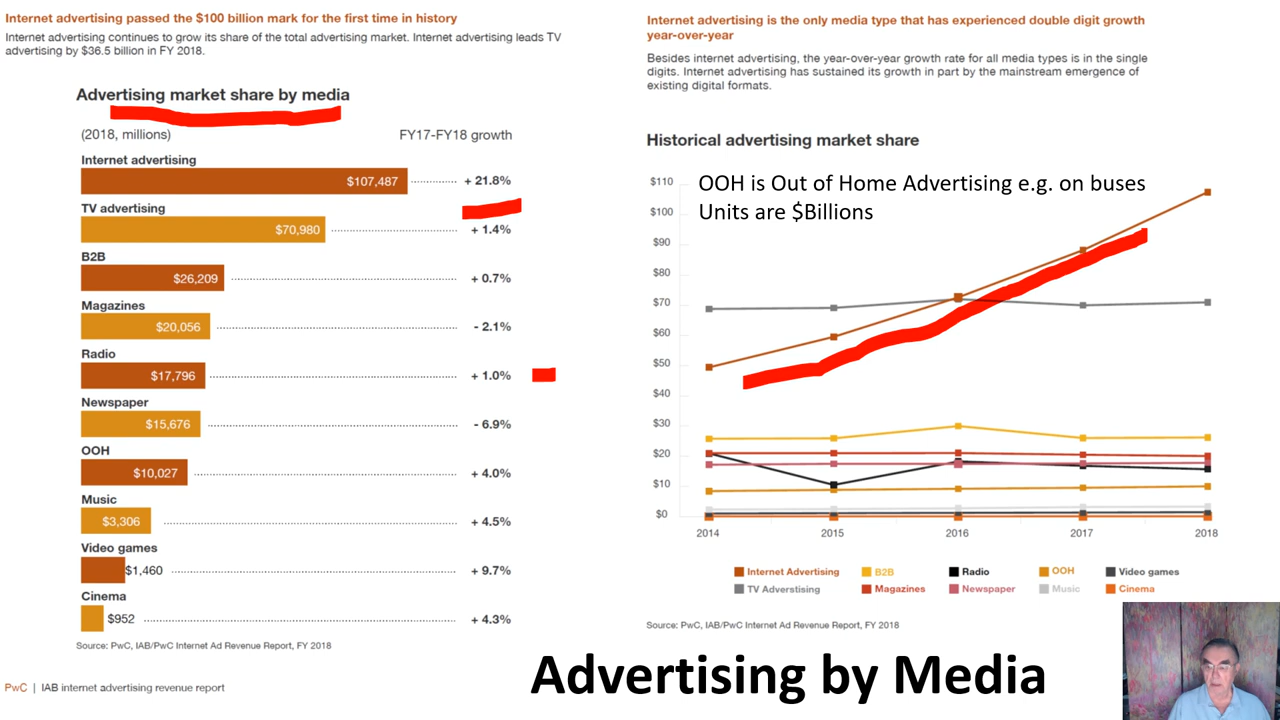 Internet advertising passed the $100 billion mark for the first time in history
Internet advertising continues to grow its share of the total advertising market. Internet advertising leads TV
advertising by $36.5 billion in FY 2018.
Advertising market share by media
(2018, millions)
FY17-FY18 growth
Internet advertising
$107,487
+ 21.8%
TV advertising
$70,980
+ 1.4%
B2B
$26,209
+ 0.7%
Magazines
$20,056
- 2.1%
Radio
$17,796
+ 1.0%
Newspaper
$15,676
- 6.9%
OOH
$10,027
+ 4.0%
Music
$3,306
+ 4.5%
Video games
$1,460
+ 9.7%
Cinema
$952
+ 4.3%
Source: PwC, IAB/PwC Internet Ad Revenue Report, FY 2018
PwC | IAB internet advertising revenue report
Internet advertising is the only media type that has experienced double digit growth
year-over-year
Besides internet advertising, the year-over-year growth rate for all media types is in the single
digits. Internet advertising has sustained its growth in part by the mainstream emergence of
existing digital formats.
Historical advertising market share
OOH is Out of Home Advertising e.g. on buses
Units are $Billions
$110
$100
$90
$80
$70
$60
$50
$40
$30
$20
$10
$0
2014 2015 2016 2017 2018
Internet Advertising B2B Radio OOH Video games
TV Adverstising Magazines Newspaper Music Cinema
Source: PwC, IAB/PwC Internet Ad Revenue Report, FY 2018
Advertising by Media